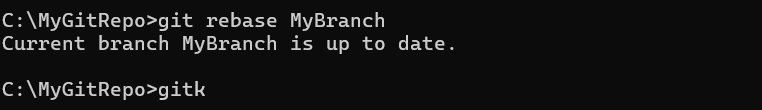 C:\MyGitRepo>git rebase MyBranch
Current branch MyBranch is up to date.
C:\MyGitRepo>gitk